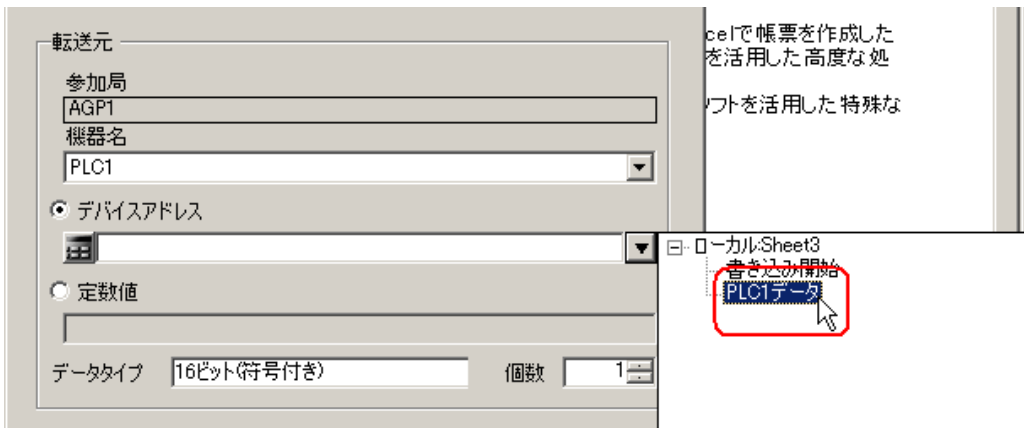 転送元
参加局
AGP1
機器名
PLC1
デバイスアドレス
定数値
データタイプ 16ビット(符号付き) 個数 1
celで帳票を作成した
を活用した高度な処
ソフトを活用した特殊な
ローカル:Sheet3
書き込み開始
PLC1データ